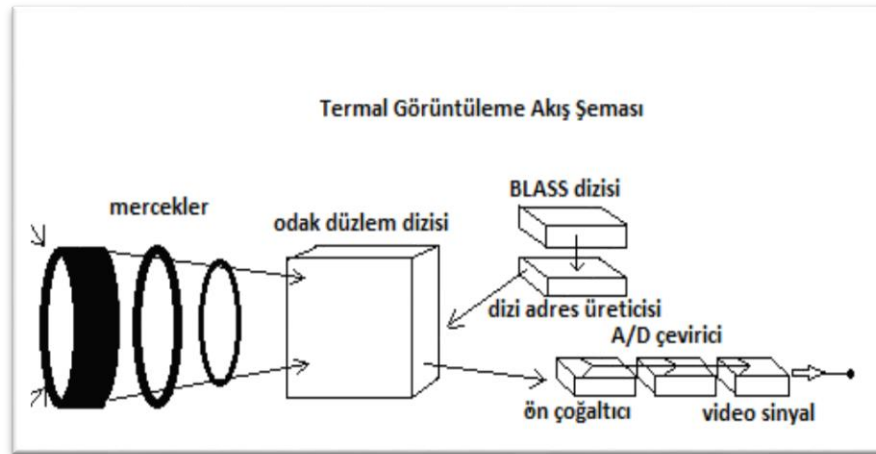 Termal Görüntüleme Akış Şeması
mercekler
odak düzlem dizisi
BLASS dizisi
dizi adres üreticisi
A/D çevirici
ön çoğaltıcı
video sinyal